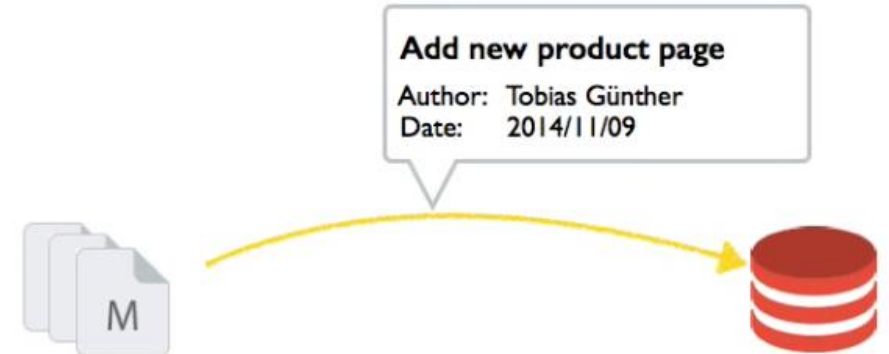 Add new product page
Author: Tobias Günther
Date: 2014/11/09
M